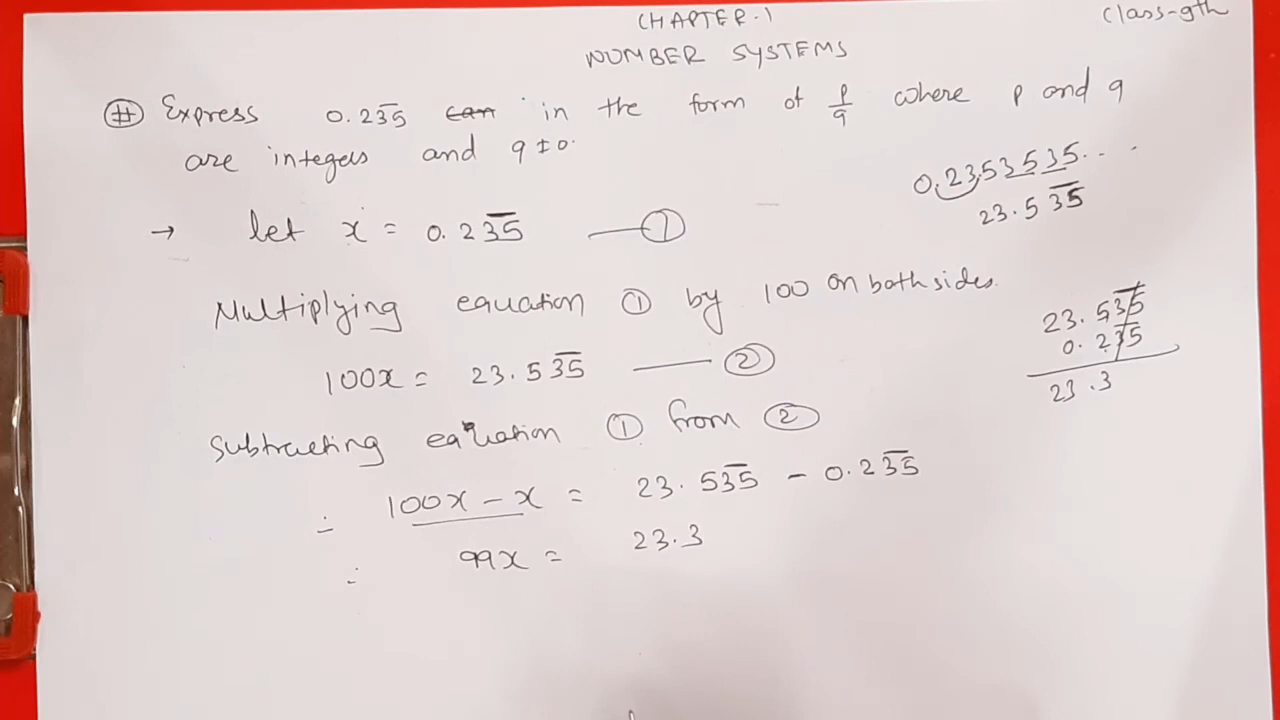 CHAPTER.1
Class-9th
NUMBER SYSTEMS
# Express 0.23̅5̅ can in the form of p/q where p and q
are integers and q ≠ 0.
0.2353535...
23.53̅5̅
→ let x = 0.23̅5̅ — ①
Multiplying equation ① by 100 on both sides.
100x = 23.53̅5̅ — ②
23.53̅5̅
0.23̅5̅
23.3
Subtracting equation ① from ②
∴ 100x - x = 23.53̅5̅ - 0.23̅5̅
∴ 99x = 23.3